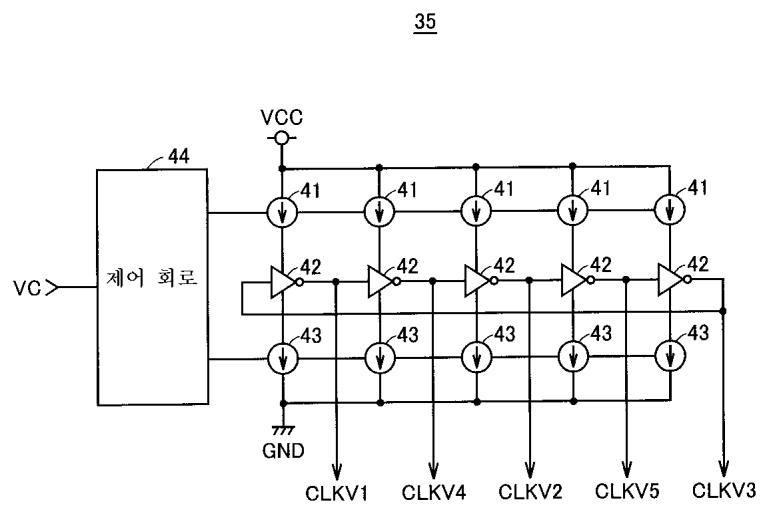 35
VCC
44
41 41 41 41 41
VC
제어 회로
42 42 42 42 42
43 43 43 43 43
GND
CLKV1 CLKV4 CLKV2 CLKV5 CLKV3